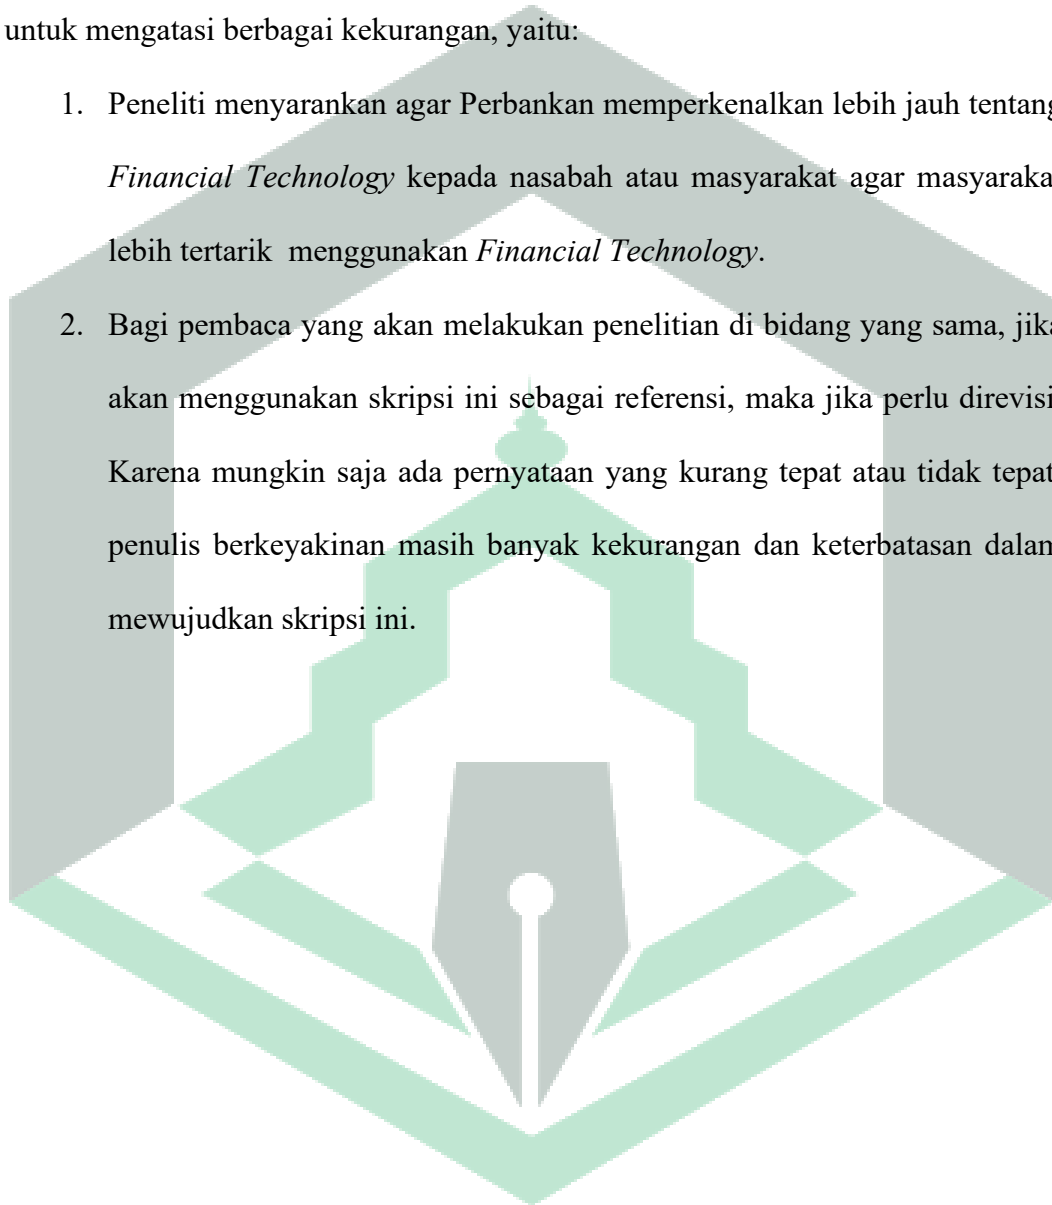 untuk mengatasi berbagai kekurangan, yaitu:
1. Peneliti menyarankan agar Perbankan memperkenalkan lebih jauh tentang
Financial Technology kepada nasabah atau masyarakat agar masyaraka
lebih tertarik menggunakan Financial Technology.
2. Bagi pembaca yang akan melakukan penelitian di bidang yang sama, jika
akan menggunakan skripsi ini sebagai referensi, maka jika perlu direvisi
Karena mungkin saja ada pernyataan yang kurang tepat atau tidak tepat
penulis berkeyakinan masih banyak kekurangan dan keterbatasan dalam
mewujudkan skripsi ini.